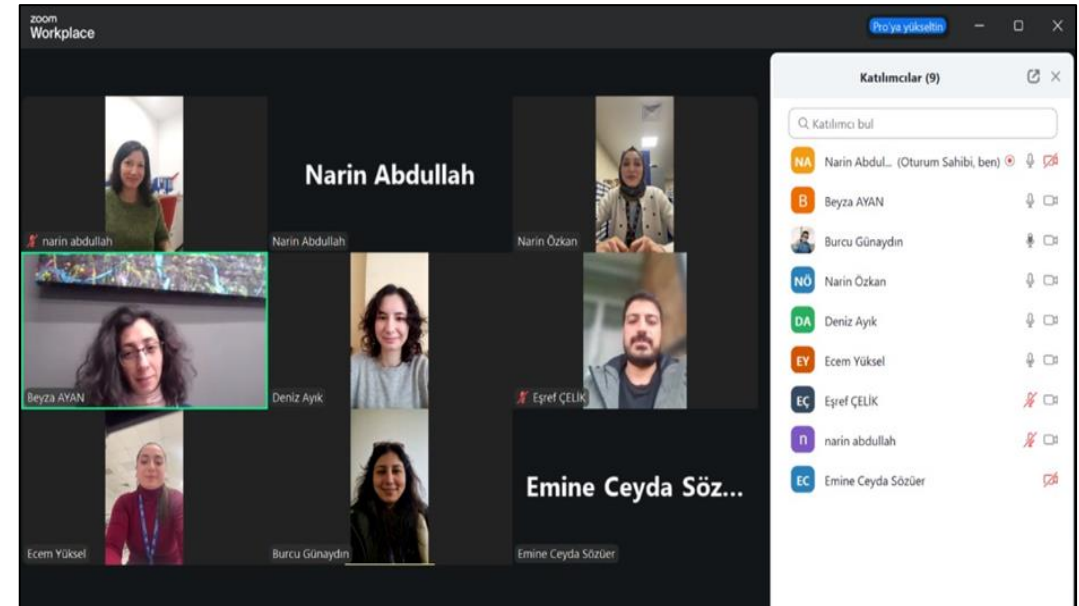 zoom
Workplace
Pro'ya yükseltin
Katılımcılar (9)
Katılımcı bul
NA Narin Abdul... (Oturum Sahibi, ben)
B Beyza AYAN
Burcu Günaydın
NÖ Narin Özkan
DA Deniz Ayık
EY Ecem Yüksel
EÇ Eşref ÇELİK
n narin abdullah
EC Emine Ceyda Sözüer
narin abdullah
Narin Abdullah
Narin Abdullah
Narin Özkan
Beyza AYAN
Deniz Ayık
Eşref ÇELİK
Ecem Yüksel
Burcu Günaydın
Emine Ceyda Söz...
Emine Ceyda Sözüer